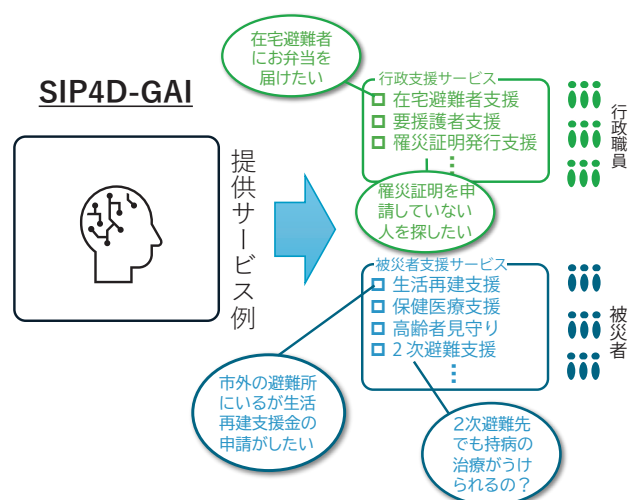 SIP4D-GAI
提供サービス例
在宅避難者
にお弁当を
届けたい
行政支援サービス
在宅避難者支援
要援護者支援
罹災証明発行支援
⋮
行政職員
罹災証明を申
請していない
人を探したい
被災者支援サービス
生活再建支援
保健医療支援
高齢者見守り
2次避難支援
⋮
被災者
市外の避難所
にいるが生活
再建支援金の
申請がしたい
2次避難先
でも持病の
治療がうけ
られるの？